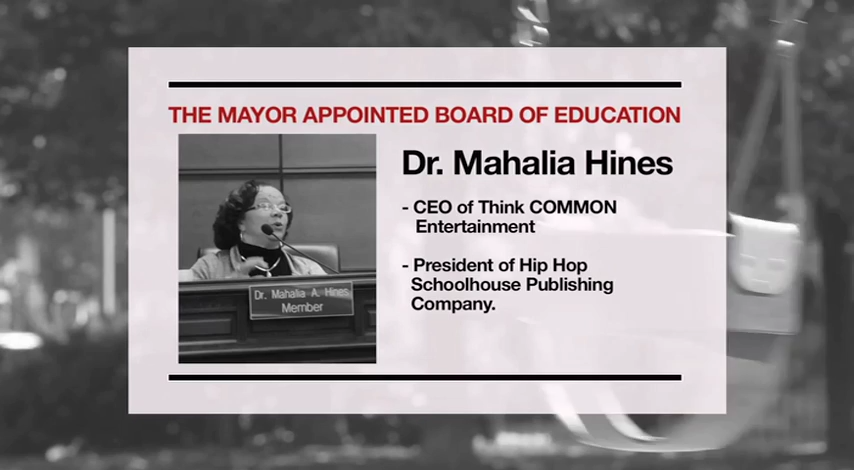 THE MAYOR APPOINTED BOARD OF EDUCATION
Dr. Mahalia Hines
- CEO of Think COMMON
Entertainment
- President of Hip Hop
Schoolhouse Publishing
Company.
Dr. Mahalia A. Hines
Member